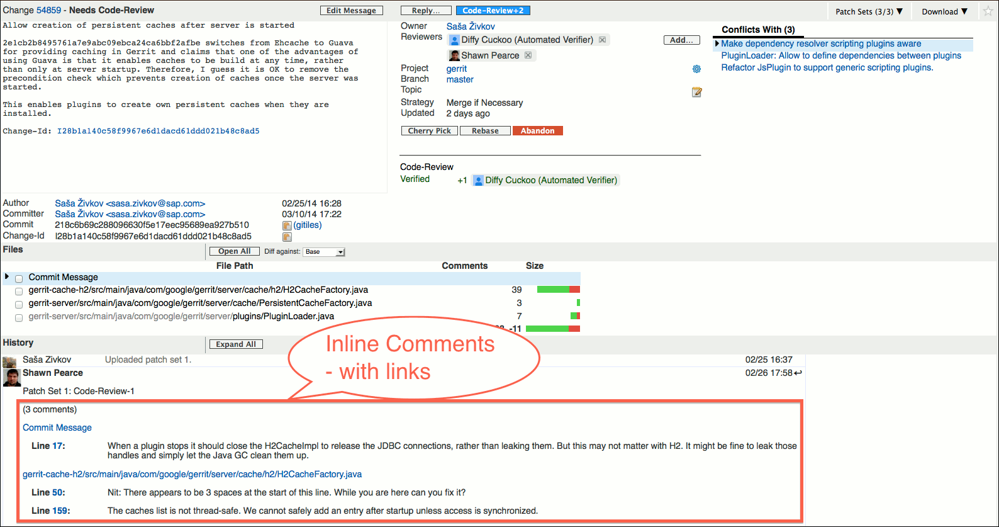 Change 54859 - Needs Code-Review
Edit Message
Reply...
Code-Review+2
Patch Sets (3/3) ▼
Download ▼
Allow creation of persistent caches after server is started
2e1cb2b8495761a7e9abc09ebca24ca6bbf2afbe switches from Ehcache to Guava
for providing caching in Gerrit and claims that one of the advantages of
using Guava is that it enables caches to be build at any time, rather
than only at server startup. Therefore, I guess it is OK to remove the
precondition check which prevents creation of caches once the server was
started.
This enables plugins to create own persistent caches when they are
installed.
Change-Id: I28b1a140c58f9967e6d1dacd61ddd021b48c8ad5
Owner Saša Živkov
Reviewers Diffy Cuckoo (Automated Verifier)
Add...
Shawn Pearce
Project gerrit
Branch master
Topic
Strategy Merge if Necessary
Updated 2 days ago
Cherry Pick
Rebase
Abandon
Code-Review
Verified +1 Diffy Cuckoo (Automated Verifier)
Conflicts With (3)
Make dependency resolver scripting plugins aware
PluginLoader: Allow to define dependencies between plugins
Refactor JsPlugin to support generic scripting plugins.
Author Saša Živkov <sasa.zivkov@sap.com> 02/25/14 16:28
Committer Saša Živkov <sasa.zivkov@sap.com> 03/10/14 17:22
Commit 218c6b69c288096630f5e17eec95689ea927b510 (gitiles)
Change-Id I28b1a140c58f9967e6d1dacd61ddd021b48c8ad5
Files
Open All
Diff against: Base
File Path Comments Size
Commit Message
gerrit-cache-h2/src/main/java/com/google/gerrit/server/cache/h2/H2CacheFactory.java 39
gerrit-server/src/main/java/com/google/gerrit/server/cache/PersistentCacheFactory.java 3
gerrit-server/src/main/java/com/google/gerrit/server/plugins/PluginLoader.java 7
-11
History
Expand All
Inline Comments
- with links
Saša Zivkov Uploaded patch set 1. 02/25 16:37
Shawn Pearce 02/26 17:58
Patch Set 1: Code-Review-1
(3 comments)
Commit Message
Line 17: When a plugin stops it should close the H2CacheImpl to release the JDBC connections, rather than leaking them. But this may not matter with H2. It might be fine to leak those
handles and simply let the Java GC clean them up.
gerrit-cache-h2/src/main/java/com/google/gerrit/server/cache/h2/H2CacheFactory.java
Line 50: Nit: There appears to be 3 spaces at the start of this line. While you are here can you fix it?
Line 159: The caches list is not thread-safe. We cannot safely add an entry after startup unless access is synchronized.